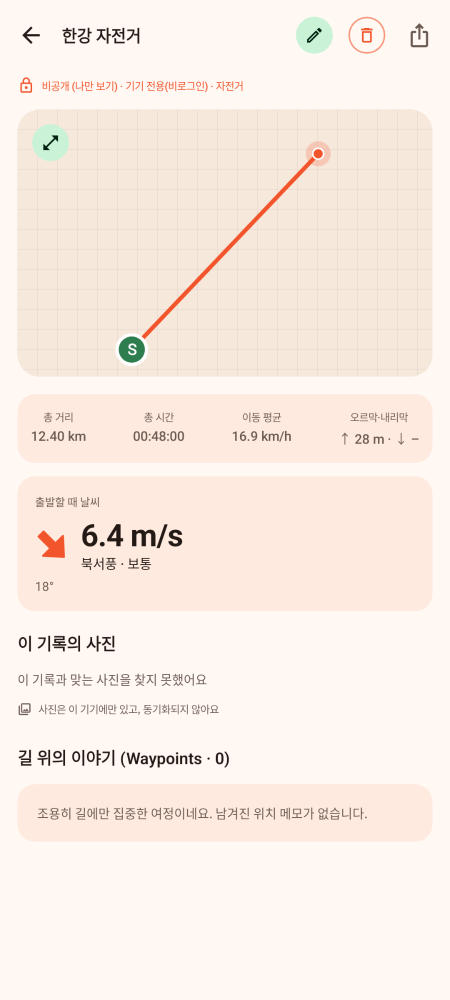 한강 자전거
비공개 (나만 보기) · 기기 전용(비로그인) · 자전거
S
총 거리
12.40 km
총 시간
00:48:00
이동 평균
16.9 km/h
오르막·내리막
↑ 28 m · ↓ –
출발할 때 날씨
6.4 m/s
북서풍 · 보통
18°
이 기록의 사진
이 기록과 맞는 사진을 찾지 못했어요
사진은 이 기기에만 있고, 동기화되지 않아요
길 위의 이야기 (Waypoints · 0)
조용히 길에만 집중한 여정이네요. 남겨진 위치 메모가 없습니다.